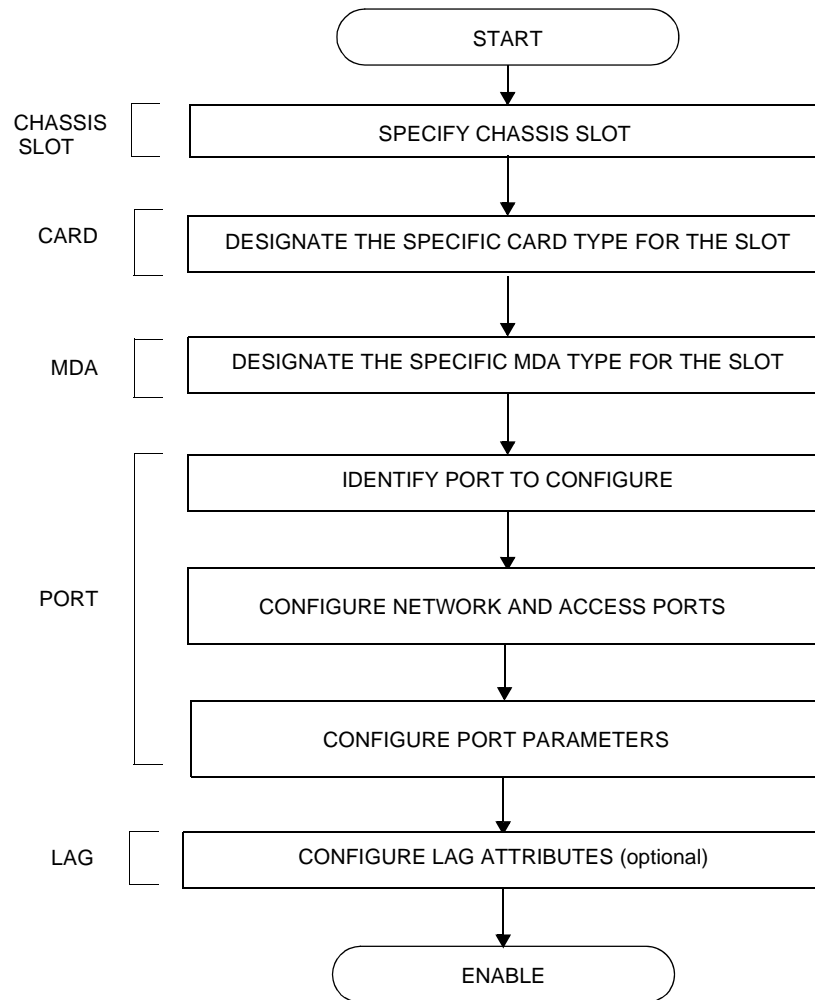 START
CHASSIS
SLOT
SPECIFY CHASSIS SLOT
CARD
DESIGNATE THE SPECIFIC CARD TYPE FOR THE SLOT
MDA
DESIGNATE THE SPECIFIC MDA TYPE FOR THE SLOT
IDENTIFY PORT TO CONFIGURE
PORT
CONFIGURE NETWORK AND ACCESS PORTS
CONFIGURE PORT PARAMETERS
LAG
CONFIGURE LAG ATTRIBUTES (optional)
ENABLE